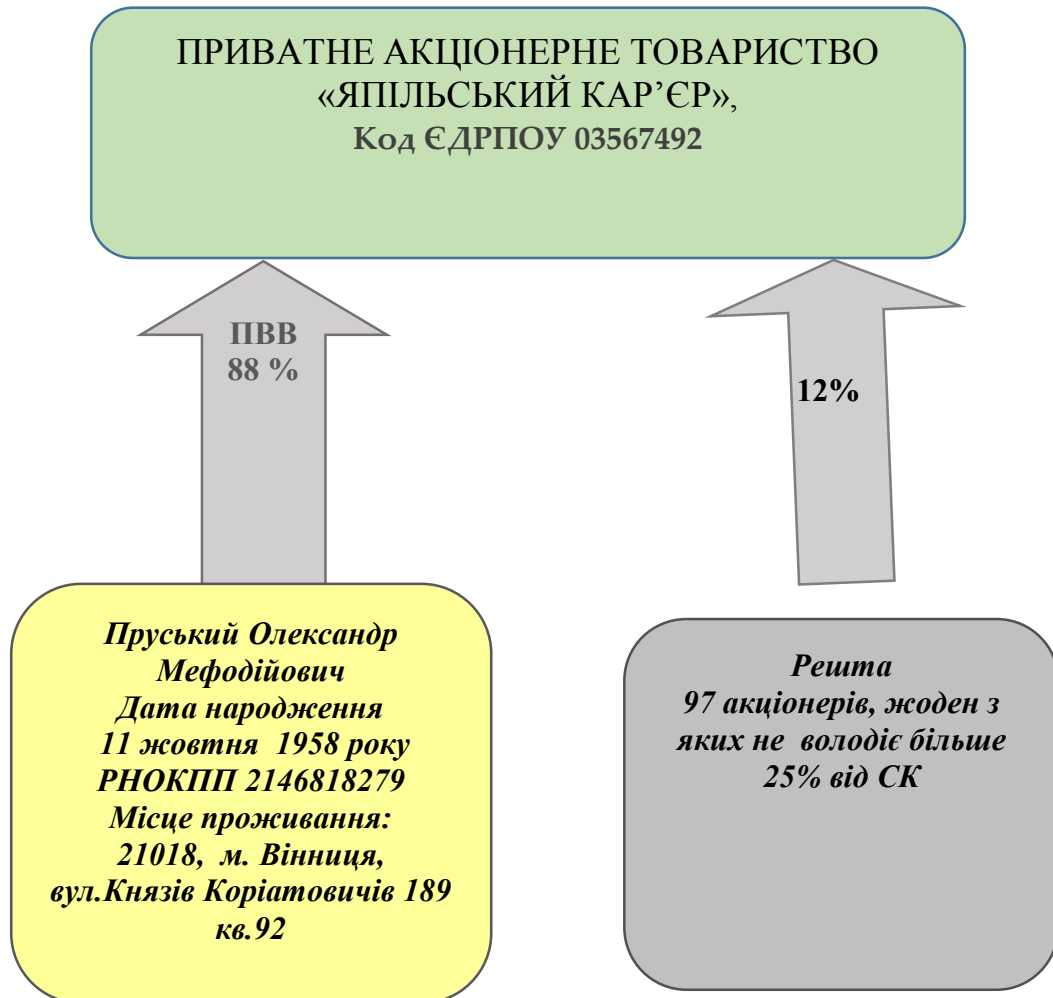 ПРИВАТНЕ АКЦІОНЕРНЕ ТОВАРИСТВО
«ЯПІЛЬСЬКИЙ КАР’ЄР»,
Код ЄДРПОУ 03567492
ПВВ
88 %
12%
Пруський Олександр
Мефодійович
Дата народження
11 жовтня 1958 року
РНОКПП 2146818279
Місце проживання:
21018, м. Вінниця,
вул.Князів Коріатовичів 189
кв.92
Решта
97 акціонерів, жоден з
яких не володіє більше
25% від СК